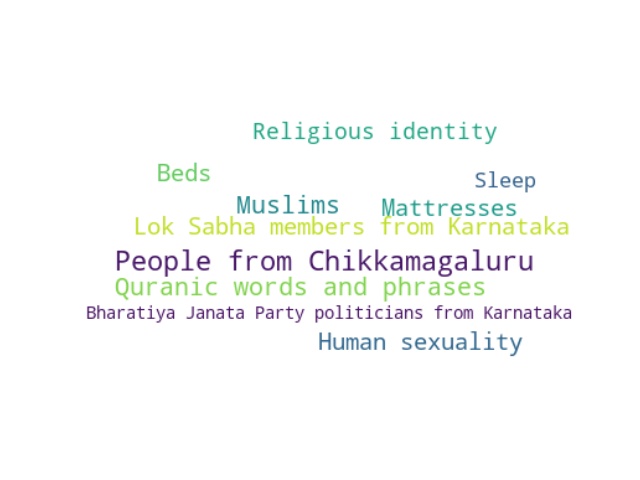 Religious identity
Beds
Sleep
Muslims
Mattresses
Lok Sabha members from Karnataka
People from Chikkamagaluru
Quranic words and phrases
Bharatiya Janata Party politicians from Karnataka
Human sexuality